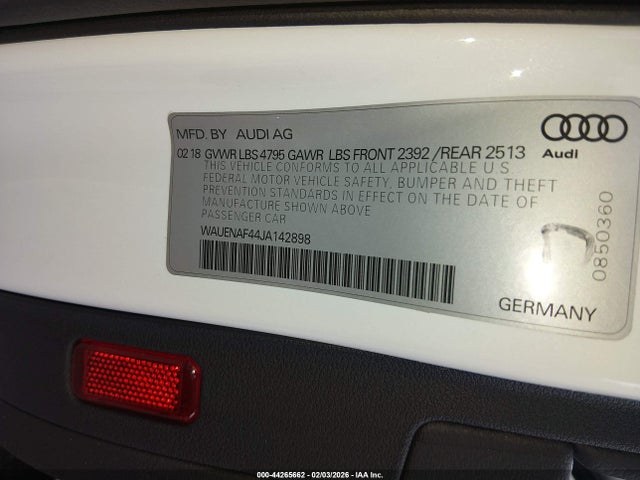 MFD. BY AUDI AG
Audi
02 18 GVWR LBS 4795 GAWR LBS FRONT 2392 /REAR 2513
THIS VEHICLE CONFORMS TO ALL APPLICABLE U.S
FEDERAL MOTOR VEHICLE SAFETY, BUMPER AND THEFT
PREVENTION STANDARDS IN EFFECT ON THE DATE OF
MANUFACTURE SHOWN ABOVE
PASSENGER CAR
WAUENAF44JA142898
0850360
GERMANY
000-44265662 - 02/03/2026 - IAA Inc.